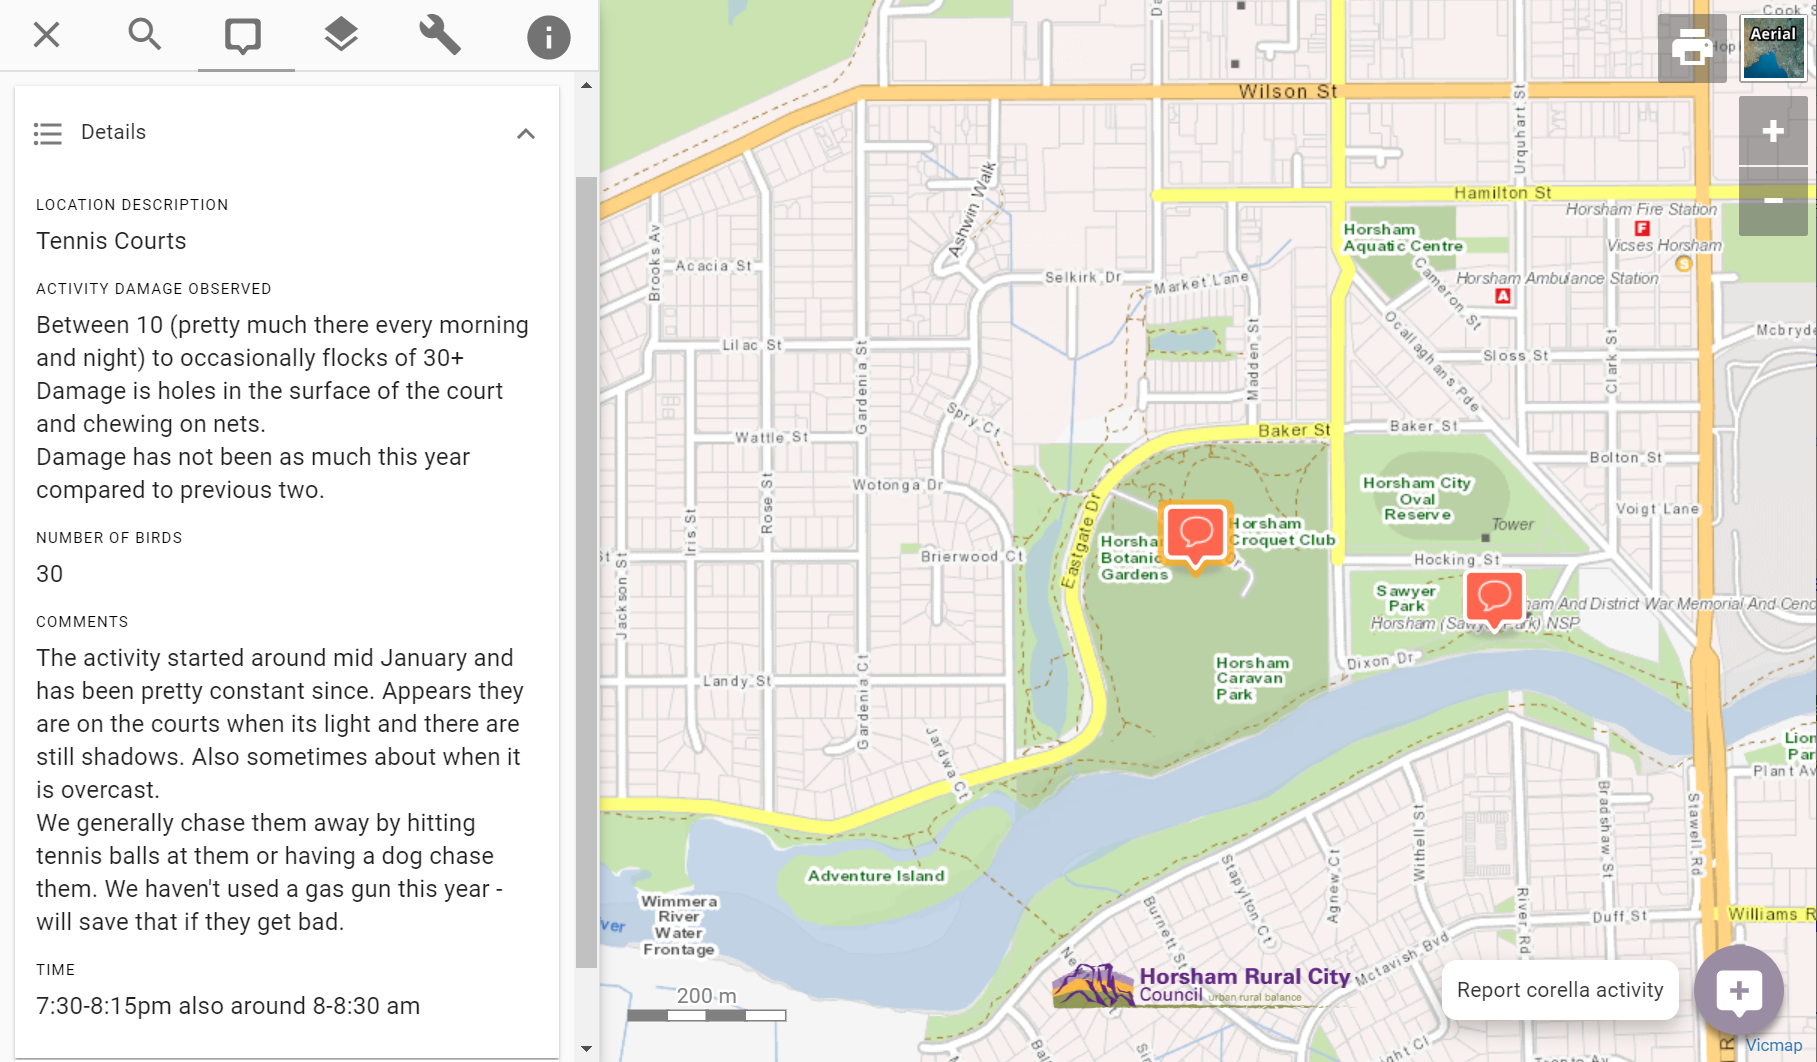 Details
LOCATION DESCRIPTION
Tennis Courts
ACTIVITY DAMAGE OBSERVED
Between 10 (pretty much there every morning
and night) to occasionally flocks of 30+
Damage is holes in the surface of the court
and chewing on nets.
Damage has not been as much this year
compared to previous two.
NUMBER OF BIRDS
30
COMMENTS
The activity started around mid January and
has been pretty constant since. Appears they
are on the courts when its light and there are
still shadows. Also sometimes about when it
is overcast.
We generally chase them away by hitting
tennis balls at them or having a dog chase
them. We haven't used a gas gun this year -
will save that if they get bad.
TIME
7:30-8:15pm also around 8-8:30 am
Aerial
Wilson St
Urquhart St
Hamilton St
Horsham Fire Station
F
Vicses Horsham
S
Horsham
Aquatic Centre
Horsham Ambulance Station
A
Cameron St
Ashwin Walk
Brooks Av
Acacia St
Selkirk Dr
Market Lane
Ocallaghans Pde
Mcbryde
Lilac St
Gardenia St
Madden St
Sloss St
Clark St
Spry Ct
Wattle St
Baker St
Baker St
Bolton St
Wotonga Dr
Rose St
Iris St
Horsham City
Oval
Reserve
Voigt Lane
Tower
Eastgate Dr
Horsham
Croquet Club
Gardens
Brierwood Ct
Hocking St
Jackson St
Sawyer
Park
And District War Memorial And Ceno
NSP
Dixon Dr
Horsham
Caravan
Park
Landy St
Gardenia Ct
Jardwa Ct
Plant Av
Bradshaw St
Stawell Rd
Withell St
Agnew Ct
Stapylton Ct
Burnett St
River Rd
Duff St
Williams R
Mctavish Bvd
Adventure Island
Wimmera
River
Water
Frontage
200 m
Horsham Rural City
Council urban rural balance
Report corella activity
Vicmap